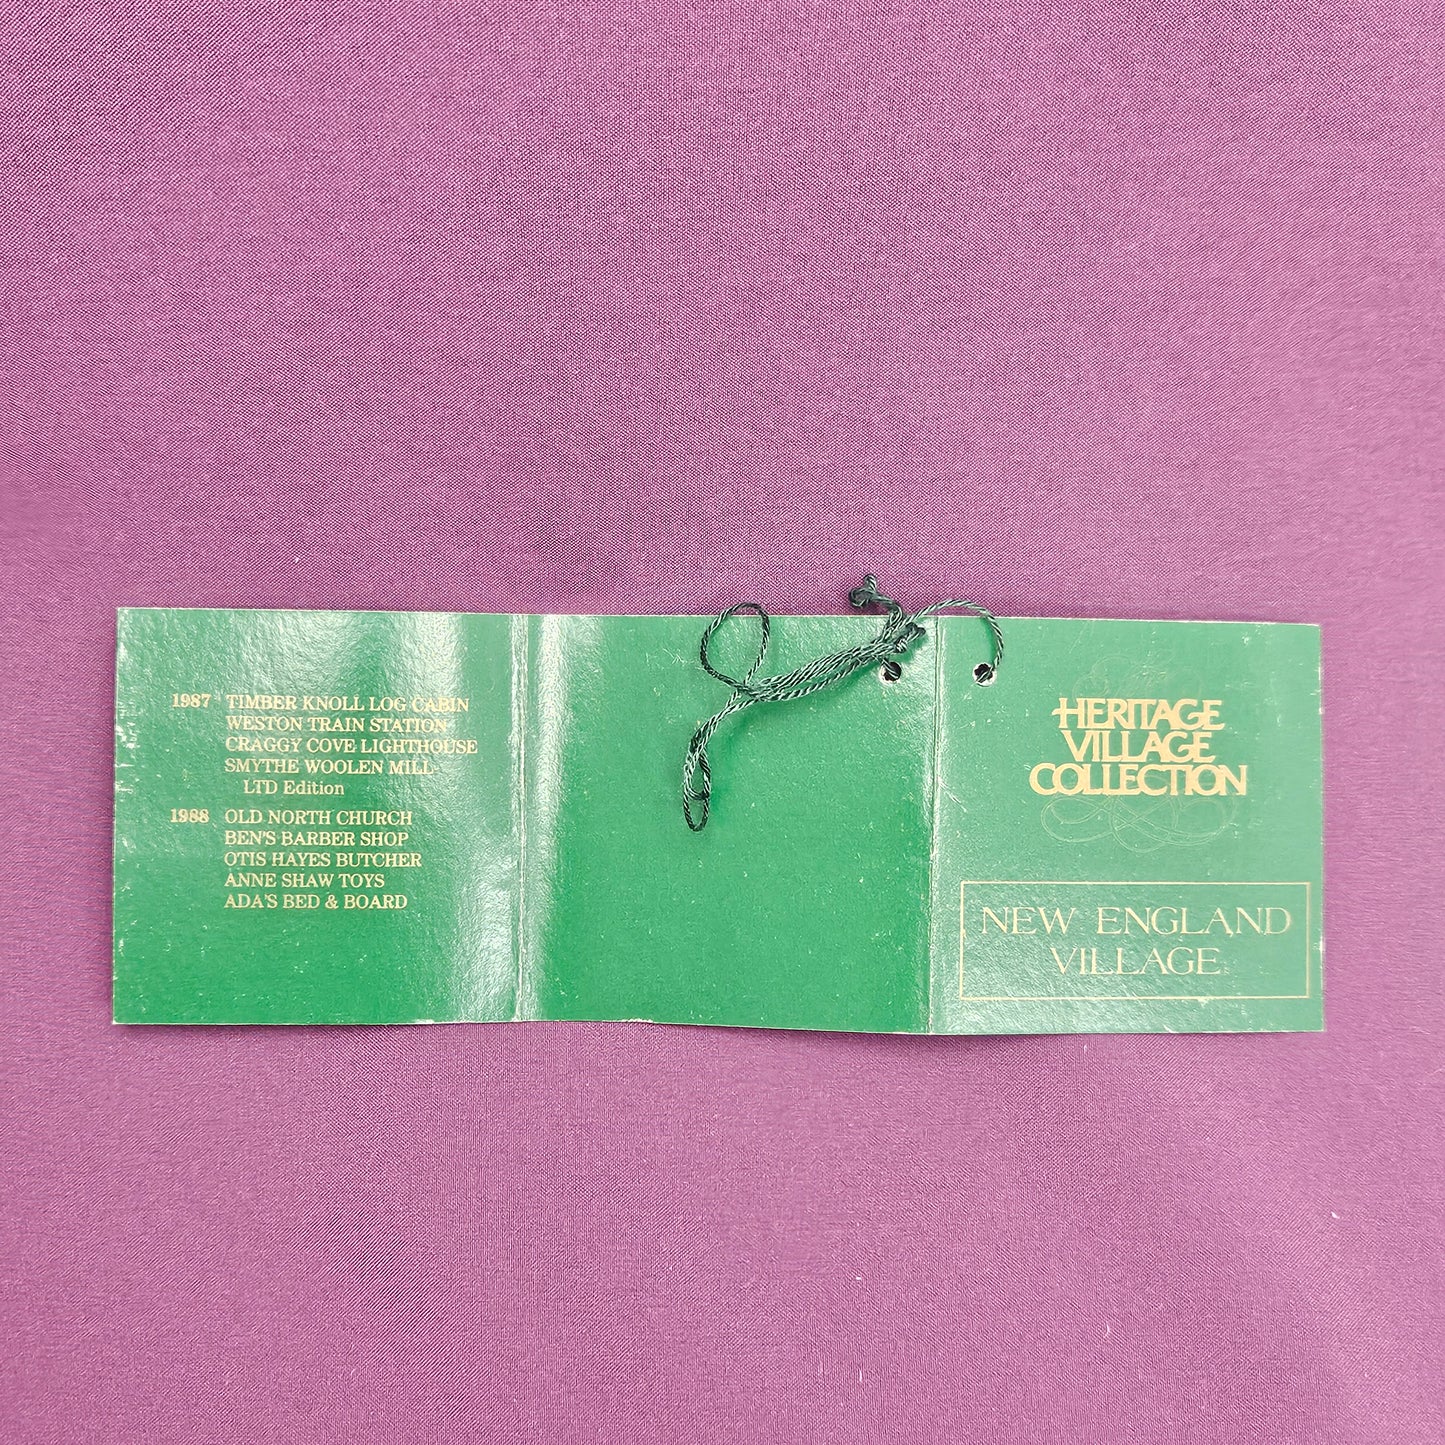 1987 TIMBER KNOLL LOG CABIN
WESTON TRAIN STATION
CRAGGY COVE LIGHTHOUSE
SMYTHE WOOLEN MILL-
LTD Edition
1988 OLD NORTH CHURCH
BEN'S BARBER SHOP
OTIS HAYES BUTCHER
ANNE SHAW TOYS
ADA'S BED & BOARD
HERITAGE
VILLAGE
COLLECTION
NEW ENGLAND
VILLAGE